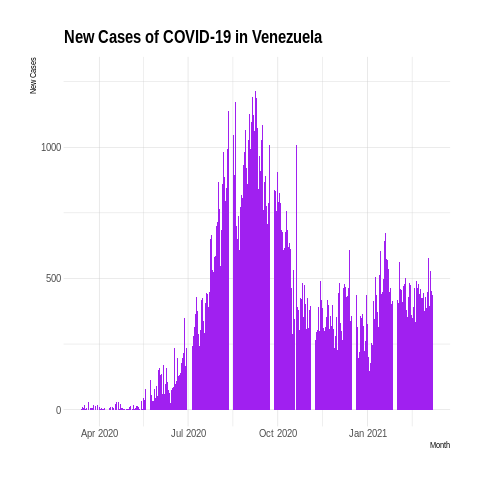 New Cases of COVID-19 in Venezuela
New Cases
1000
500
0
Apr 2020 Jul 2020 Oct 2020 Jan 2021
Month